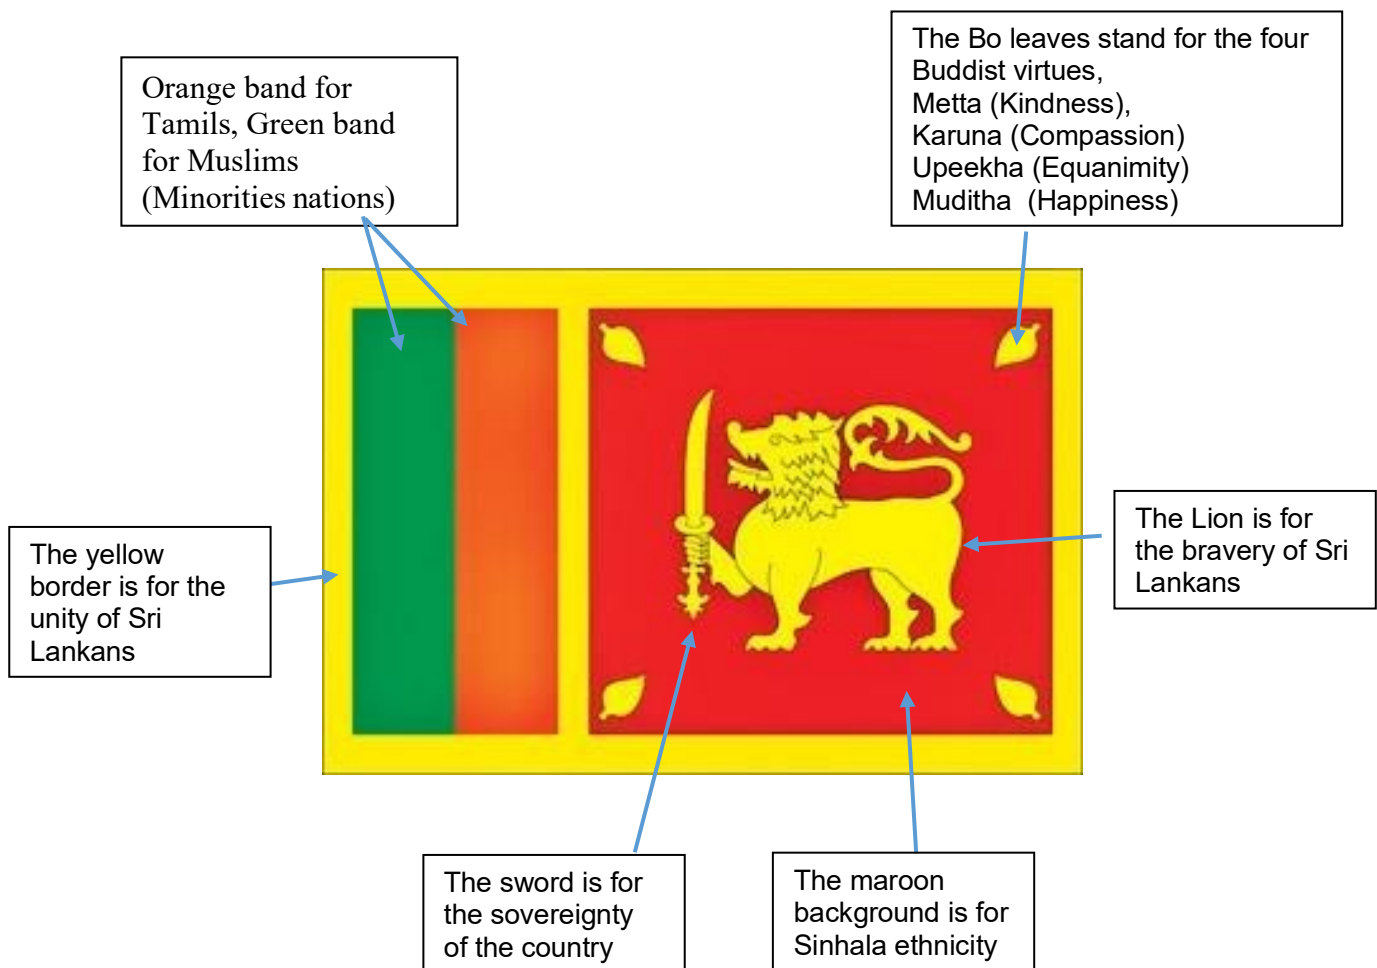 The Bo leaves stand for the four
Buddist virtues,
Metta (Kindness),
Karuna (Compassion)
Upeekha (Equanimity)
Muditha  (Happiness)
Orange band for
Tamils, Green band
for Muslims
(Minorities nations)
The Lion is for
the bravery of Sri
Lankans
The yellow
border is for the
unity of Sri
Lankans
The sword is for
the sovereignty
of the country
The maroon
background is for
Sinhala ethnicity